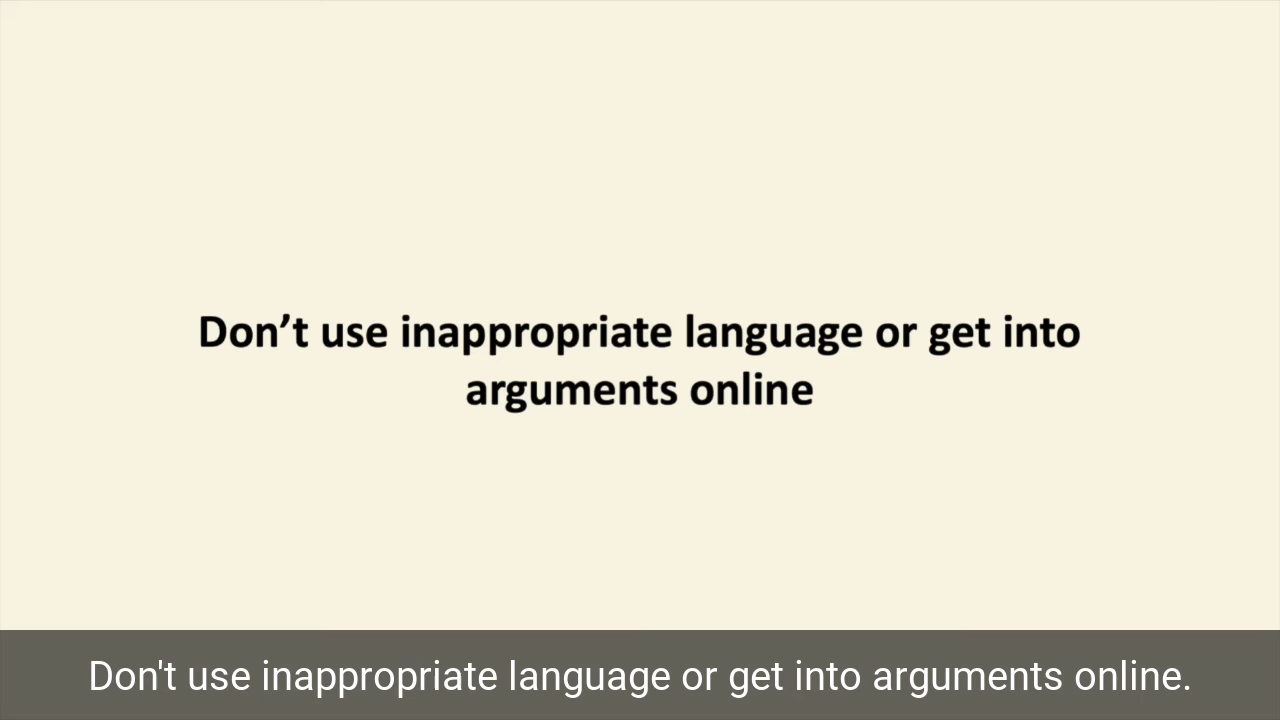 Don’t use inappropriate language or get into
arguments online
Don't use inappropriate language or get into arguments online.